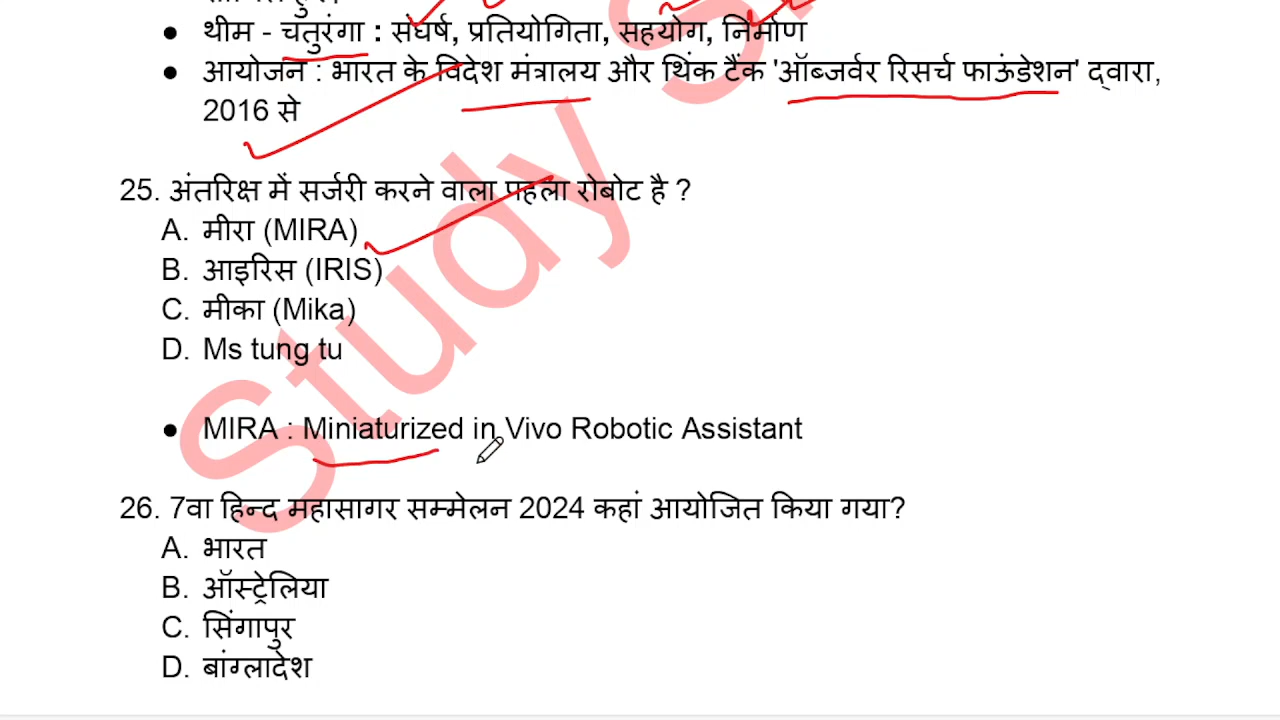 ● थीम - चतुरंगा : संघर्ष, प्रतियोगिता, सहयोग, निर्माण
● आयोजन : भारत के विदेश मंत्रालय और थिंक टैंक 'ऑब्जर्वर रिसर्च फाऊंडेशन' द्वारा,
2016 से
25. अंतरिक्ष में सर्जरी करने वाला पहला रोबोट है ?
A. मीरा (MIRA)
B. आइरिस (IRIS)
C. मीका (Mika)
D. Ms tung tu
● MIRA : Miniaturized in Vivo Robotic Assistant
26. 7वा हिन्द महासागर सम्मेलन 2024 कहां आयोजित किया गया?
A. भारत
B. ऑस्ट्रेलिया
C. सिंगापुर
D. बांग्लादेश
Study